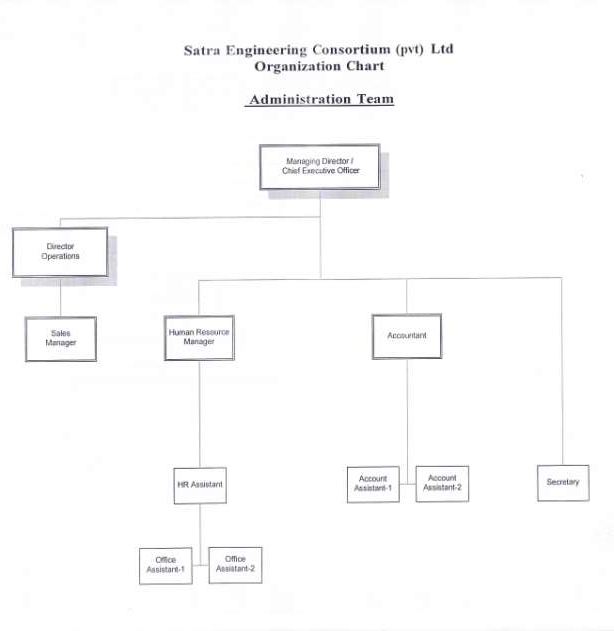 Satra Engineering Consortium (pvt) Ltd
Organization Chart
Administration Team
Managing Director /
Chief Executive Officer
Director
Operations
Sales
Manager
Human Resource
Manager
Accountant
HR Assistant
Account
Assistant-1
Account
Assistant-2
Secretary
Office
Assistant-1
Office
Assistant-2